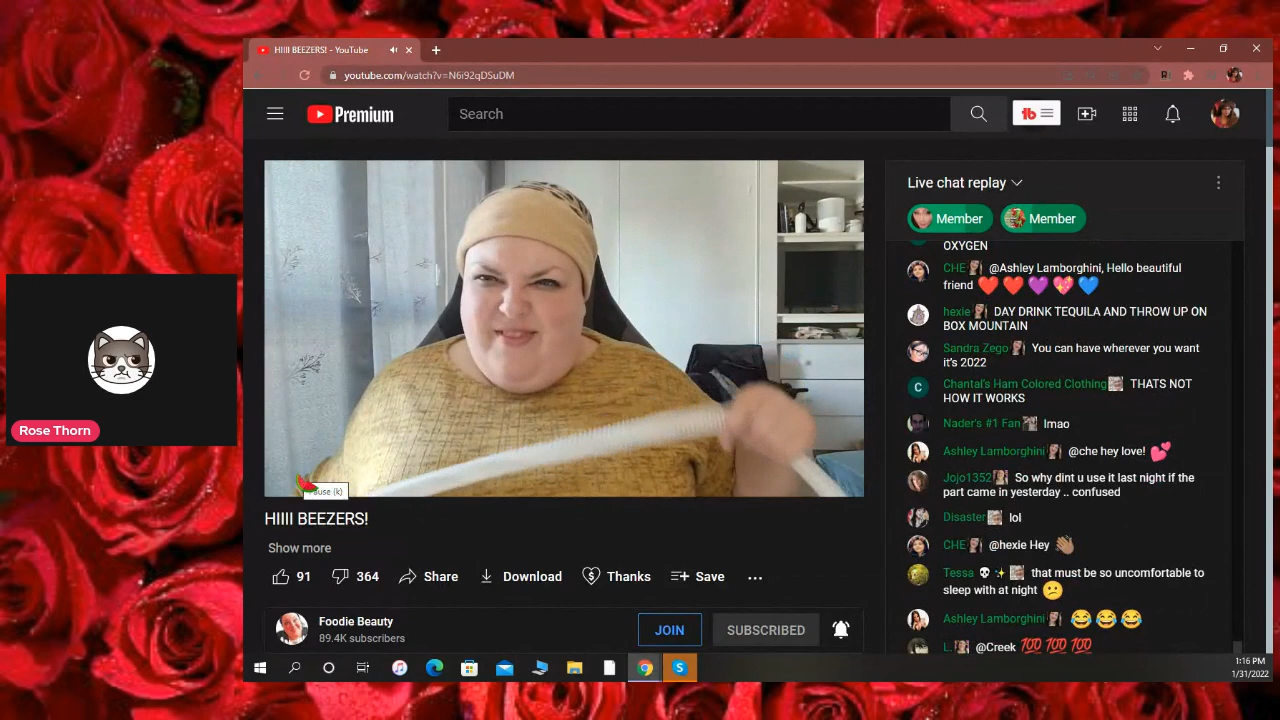 HIIII BEEZERS! - YouTube
youtube.com/watch?v=N6i92qDSuDM
Premium
Search
tb
Live chat replay
Member
Member
OXYGEN
CHE @Ashley Lamborghini, Hello beautiful
friend
hexie DAY DRINK TEQUILA AND THROW UP ON
BOX MOUNTAIN
Sandra Zego You can have wherever you want
it's 2022
C
Chantal's Ham Colored Clothing THATS NOT
HOW IT WORKS
Nader's #1 Fan lmao
Ashley Lamborghini @che hey love!
Jojo1352 So why dint u use it last night if the
part came in yesterday .. confused
Disaster lol
CHE @hexie Hey
Tessa that must be so uncomfortable to
sleep with at night
Ashley Lamborghini
L. @Creek 100 100 100
Rose Thorn
Pause (k)
HIIII BEEZERS!
Show more
91
364
Share
Download
Thanks
Save
Foodie Beauty
89.4K subscribers
JOIN
SUBSCRIBED
1:16 PM
1/31/2022